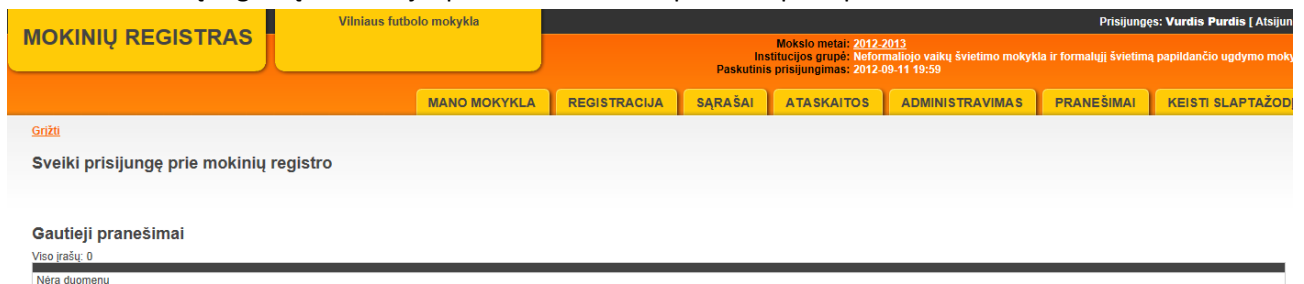 MOKINIŲ REGISTRAS
Vilniaus futbolo mokykla
Prisijungęs: Vurdis Purdis [ Atsijun
Mokslo metai: 2012-2013
Institucijos grupė: Neformaliojo vaikų švietimo mokykla ir formalųjį švietimą papildančio ugdymo moky
Paskutinis prisijungimas: 2012-09-11 19:59
MANO MOKYKLA REGISTRACIJA SĄRAŠAI ATASKAITOS ADMINISTRAVIMAS PRANEŠIMAI KEISTI SLAPTAŽODĮ
Grįžti
Sveiki prisijungę prie mokinių registro
Gautieji pranešimai
Viso įrašų: 0
Nėra duomenų